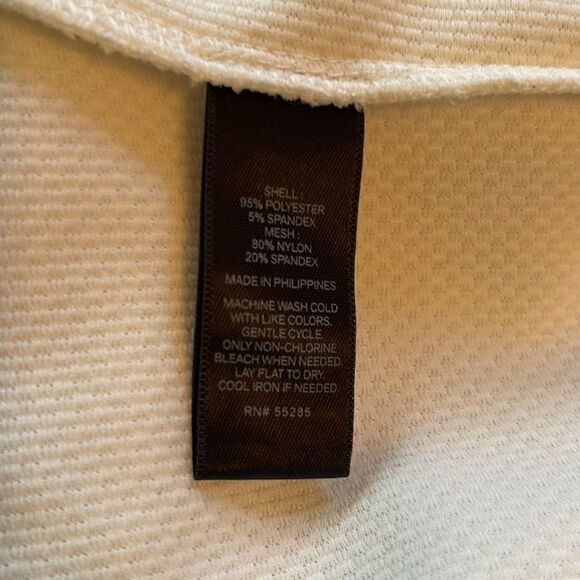 SHELL :
95% POLYESTER
5% SPANDEX
MESH :
80% NYLON
20% SPANDEX
MADE IN PHILIPPINES
MACHINE WASH COLD
WITH LIKE COLORS.
GENTLE CYCLE.
ONLY NON-CHLORINE
BLEACH WHEN NEEDED.
LAY FLAT TO DRY.
COOL IRON IF NEEDED.
RN# 55285